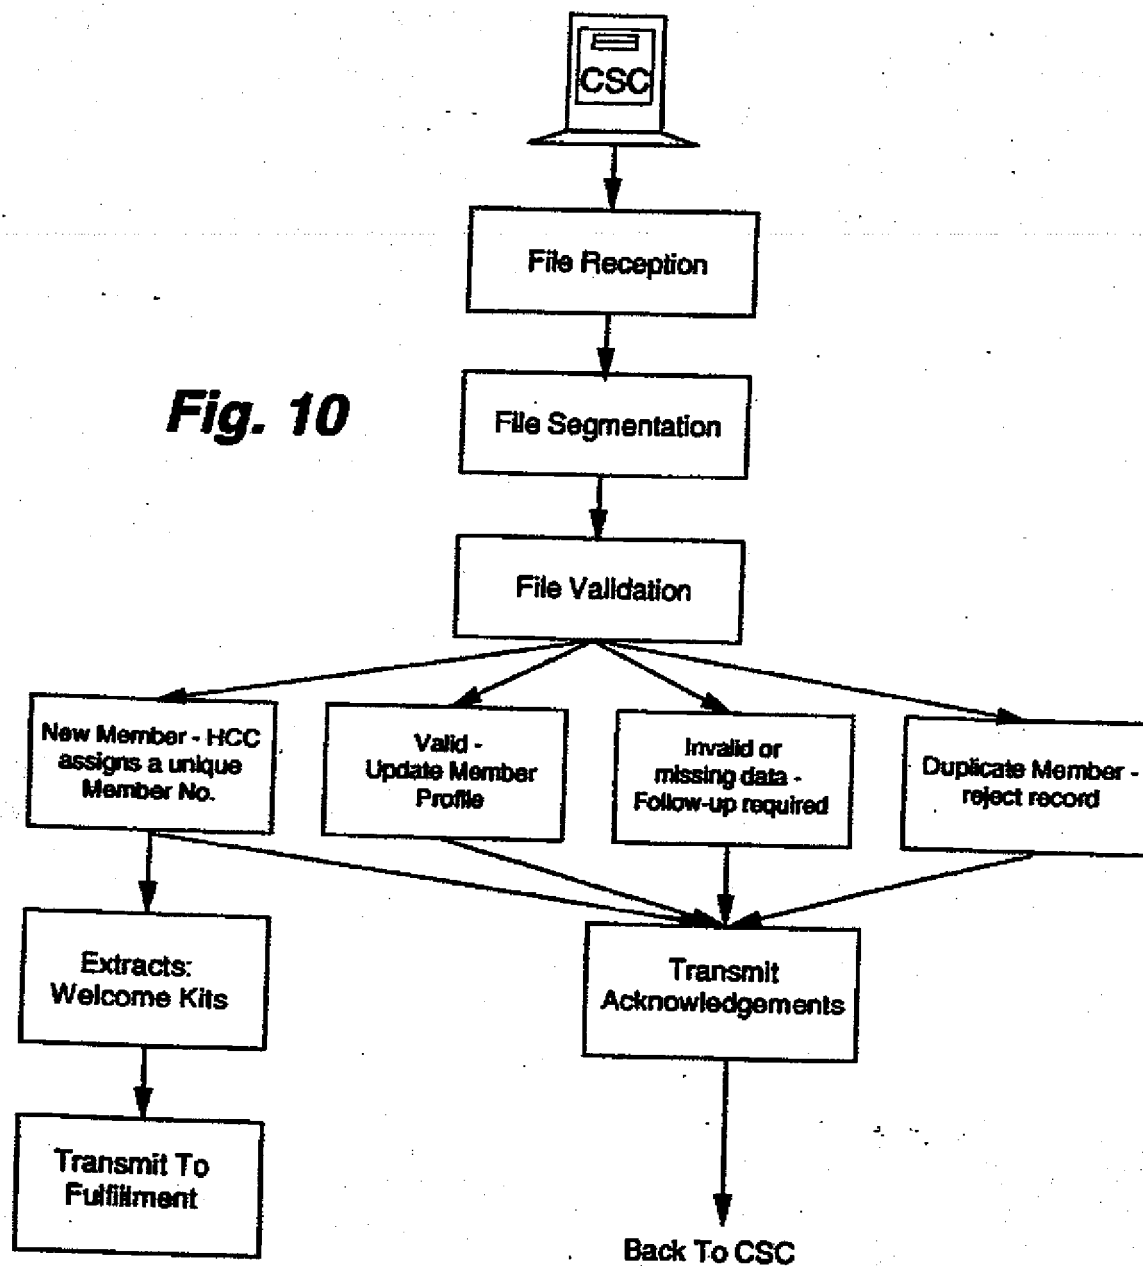 CSC
File Reception
Fig. 10
File Segmentation
File Validation
New Member - HCC
assigns a unique
Member No.
Valid -
Update Member
Profile
Invalid or
missing data -
Follow-up required
Duplicate Member -
reject record
Extracts:
Welcome Kits
Transmit
Acknowledgements
Transmit To
Fulfillment
Back To CSC